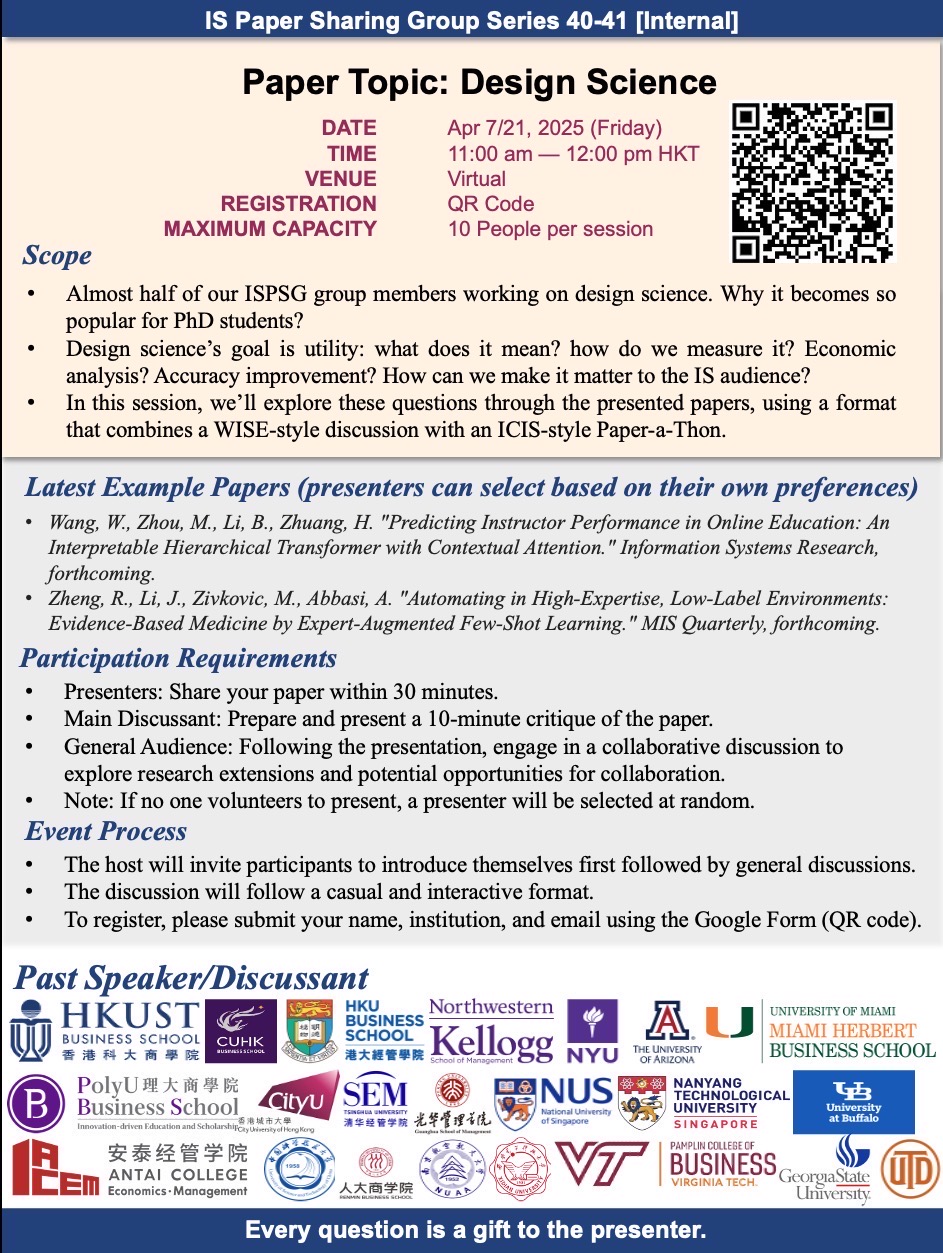 IS Paper Sharing Group Series 40-41 [Internal]
Paper Topic: Design Science
DATE Apr 7/21, 2025 (Friday)
TIME 11:00 am — 12:00 pm HKT
VENUE Virtual
REGISTRATION QR Code
MAXIMUM CAPACITY 10 People per session
Scope
• Almost half of our ISPSG group members working on design science. Why it becomes so
popular for PhD students?
• Design science’s goal is utility: what does it mean? how do we measure it? Economic
analysis? Accuracy improvement? How can we make it matter to the IS audience?
• In this session, we’ll explore these questions through the presented papers, using a format
that combines a WISE-style discussion with an ICIS-style Paper-a-Thon.
Latest Example Papers (presenters can select based on their own preferences)
• Wang, W., Zhou, M., Li, B., Zhuang, H. "Predicting Instructor Performance in Online Education: An
Interpretable Hierarchical Transformer with Contextual Attention." Information Systems Research,
forthcoming.
• Zheng, R., Li, J., Zivkovic, M., Abbasi, A. "Automating in High-Expertise, Low-Label Environments:
Evidence-Based Medicine by Expert-Augmented Few-Shot Learning." MIS Quarterly, forthcoming.
Participation Requirements
• Presenters: Share your paper within 30 minutes.
• Main Discussant: Prepare and present a 10-minute critique of the paper.
• General Audience: Following the presentation, engage in a collaborative discussion to
explore research extensions and potential opportunities for collaboration.
• Note: If no one volunteers to present, a presenter will be selected at random.
Event Process
• The host will invite participants to introduce themselves first followed by general discussions.
• The discussion will follow a casual and interactive format.
• To register, please submit your name, institution, and email using the Google Form (QR code).
Past Speaker/Discussant
HKUST
BUSINESS SCHOOL
香港科大商學院
CUHK
BUSINESS SCHOOL
HKU
BUSINESS
SCHOOL
港大經管學院
Northwestern
Kellogg
School of Management
NYU
THE UNIVERSITY
OF ARIZONA
UNIVERSITY OF MIAMI
MIAMI HERBERT
BUSINESS SCHOOL
B
PolyU 理大商學院
Business School
Innovation-driven Education and Scholarship
CityU
香港城市大學
City University of Hong Kong
SEM
TSINGHUA UNIVERSITY
清华经管学院
光华管理学院
Guanghua School of Management
NUS
National University
of Singapore
NANYANG
TECHNOLOGICAL
UNIVERSITY
SINGAPORE
UB
University
at Buffalo
ACEM
安泰经管学院
ANTAI COLLEGE
Economics·Management
1958
人大商学院
RENMIN BUSINESS SCHOOL
1952
NUAA
VT
PAMPLIN COLLEGE OF
BUSINESS
VIRGINIA TECH.
GeorgiaState
University
UTD
Every question is a gift to the presenter.